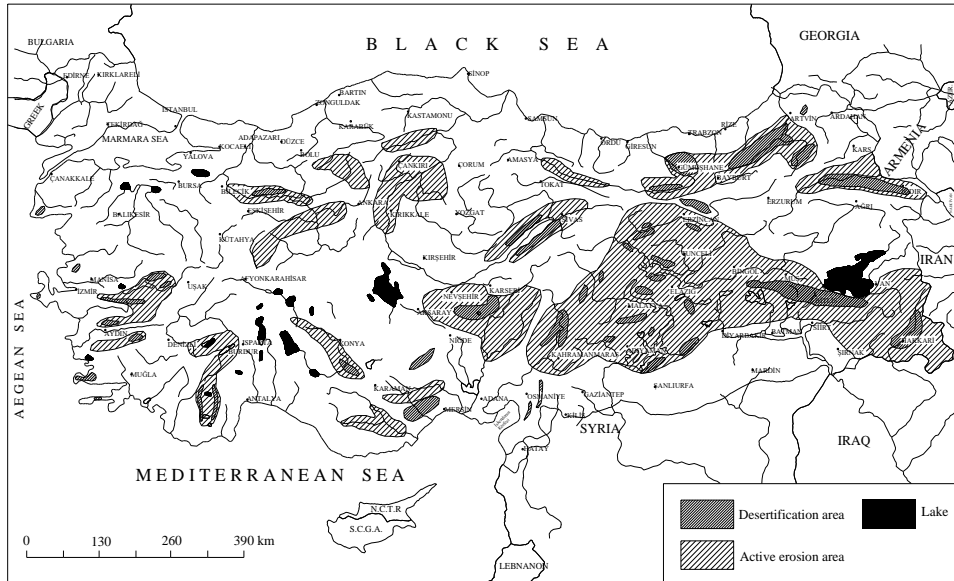 BLACK SEA
GEORGIA
BULGARIA
SINOP
EDİRNE
KIRKLARELİ
BARTIN
ZONGULDAK
GREEK
İSTANBUL
KASTAMONU
SAMSUN
ARTVİN
ARDAHAN
TEKİRDAĞ
KARABÜK
RİZE
TRABZON
MARMARA SEA
ADAPAZARI
DÜZCE
ORDU
GİRESUN
KARS
ARMENIA
KOCAELİ
BOLU
YALOVA
ÇANKIRI
ÇORUM
AMASYA
GÜMÜŞHANE
BAYBURT
ÇANAKKALE
BURSA
BİLECİK
TOKAT
ERZURUM
AĞRI
ANKARA
KIRIKKALE
BALIKESİR
ESKİŞEHİR
YOZGAT
SİVAS
ERZİNCAN
KÜTAHYA
KIRŞEHİR
TUNCELİ
IRAN
BİNGÖL
MANİSA
UŞAK
AFYONKARAHİSAR
İZMİR
NEVŞEHİR
KAYSERİ
ELAZIĞ
AKSARAY
AYDIN
DENİZLİ
ISPARTA
BURDUR
KONYA
NİĞDE
KAHRAMANMARAŞ
DİYARBAKIR
BATMAN
SİİRT
ŞIRNAK
HAKKARİ
AEGEAN SEA
MUĞLA
ANTALYA
KARAMAN
MERSİN
ADANA
OSMANİYE
GAZİANTEP
ŞANLIURFA
MARDİN
KİLİS
SYRIA
IRAQ
HATAY
MEDITERRANEAN SEA
N.C.T.R
S.C.G.A.
LEBNANON
0 130 260 390 km
Desertification area
Lake
Active erosion area